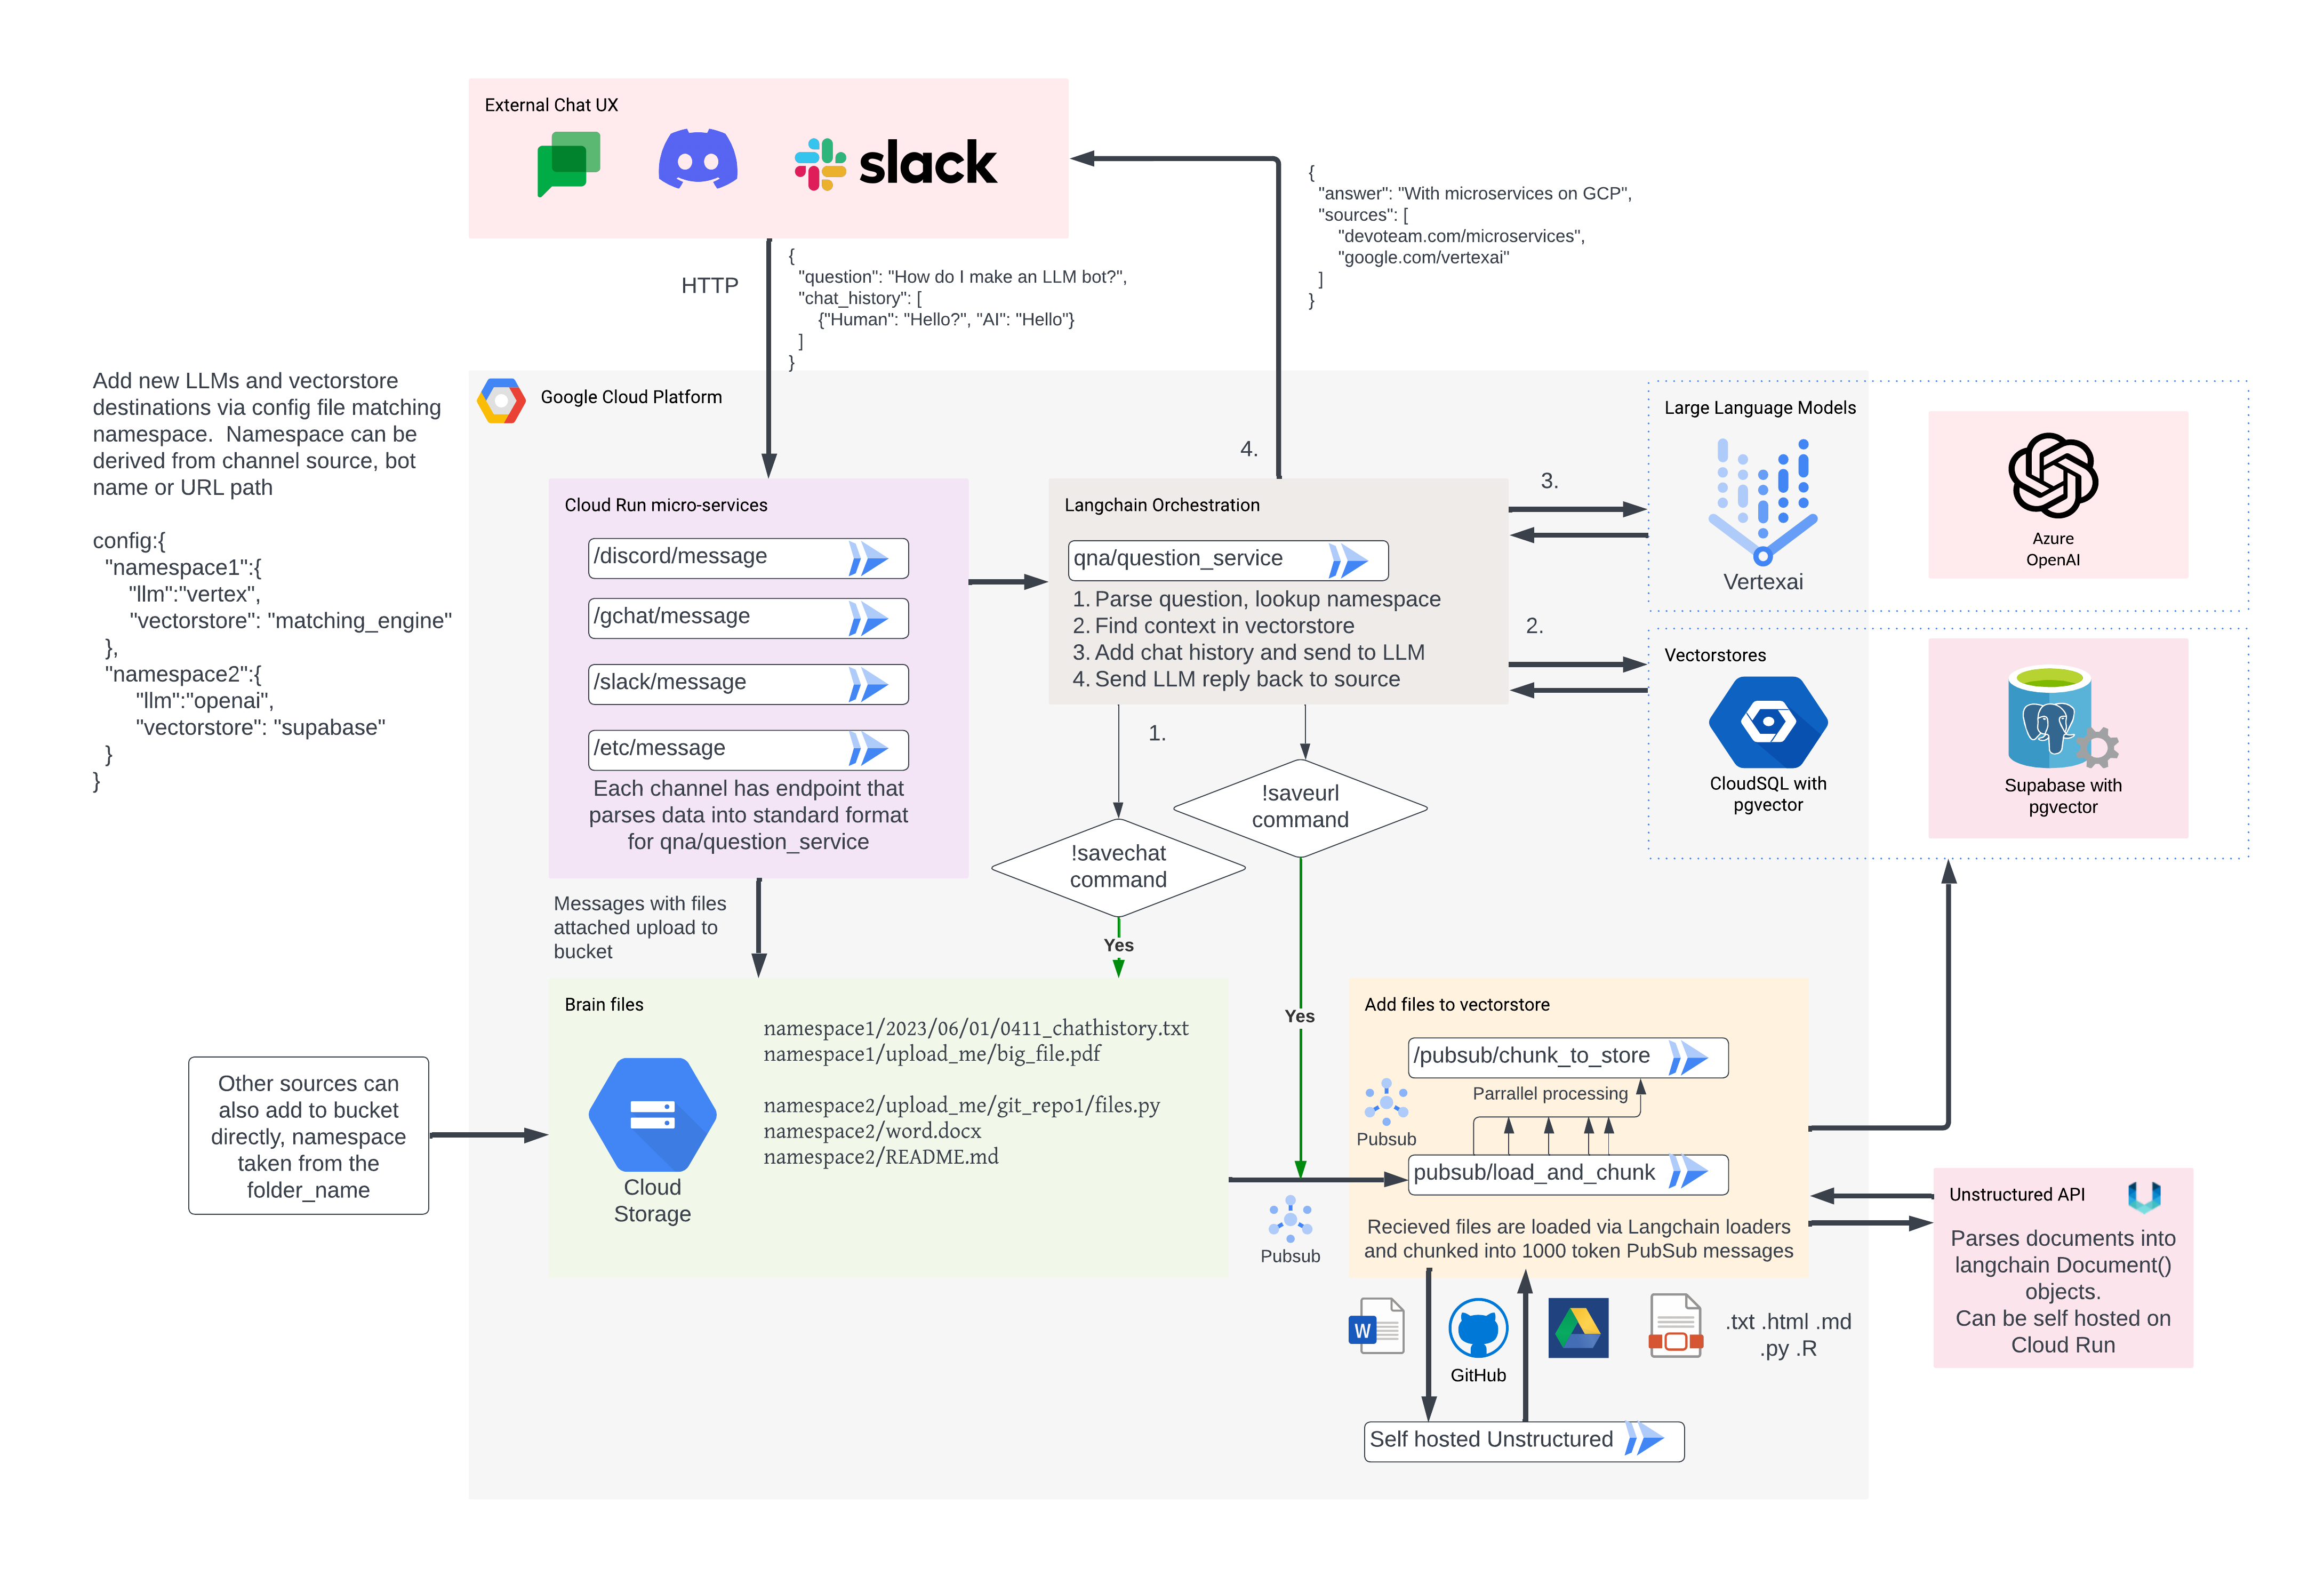 External Chat UX
slack
HTTP
{
"question": "How do I make an LLM bot?",
"chat_history": [
{"Human": "Hello?", "AI": "Hello"}
]
}
{
"answer": "With microservices on GCP",
"sources": [
"devoteam.com/microservices",
"google.com/vertexai"
]
}
Add new LLMs and vectorstore
destinations via config file matching
namespace.  Namespace can be
derived from channel source, bot
name or URL path
config:{
"namespace1":{
"llm":"vertex",
"vectorstore": "matching_engine"
},
"namespace2":{
"llm":"openai",
"vectorstore": "supabase"
}
}
Google Cloud Platform
Cloud Run micro-services
/discord/message
/gchat/message
/slack/message
/etc/message
Each channel has endpoint that
parses data into standard format
for qna/question_service
4.
Langchain Orchestration
qna/question_service
1. Parse question, lookup namespace
2. Find context in vectorstore
3. Add chat history and send to LLM
4. Send LLM reply back to source
3.
2.
1.
Large Language Models
Vertexai
Azure
OpenAI
Vectorstores
CloudSQL with
pgvector
Supabase with
pgvector
!saveurl
command
!savechat
command
Yes
Yes
Messages with files
attached upload to
bucket
Brain files
Cloud
Storage
namespace1/2023/06/01/0411_chathistory.txt
namespace1/upload_me/big_file.pdf
namespace2/upload_me/git_repo1/files.py
namespace2/word.docx
namespace2/README.md
Other sources can
also add to bucket
directly, namespace
taken from the
folder_name
Pubsub
Add files to vectorstore
/pubsub/chunk_to_store
Parrallel processing
Pubsub
pubsub/load_and_chunk
Recieved files are loaded via Langchain loaders
and chunked into 1000 token PubSub messages
W
GitHub
.txt .html .md
.py .R
Self hosted Unstructured
Unstructured API
Parses documents into
langchain Document()
objects.
Can be self hosted on
Cloud Run